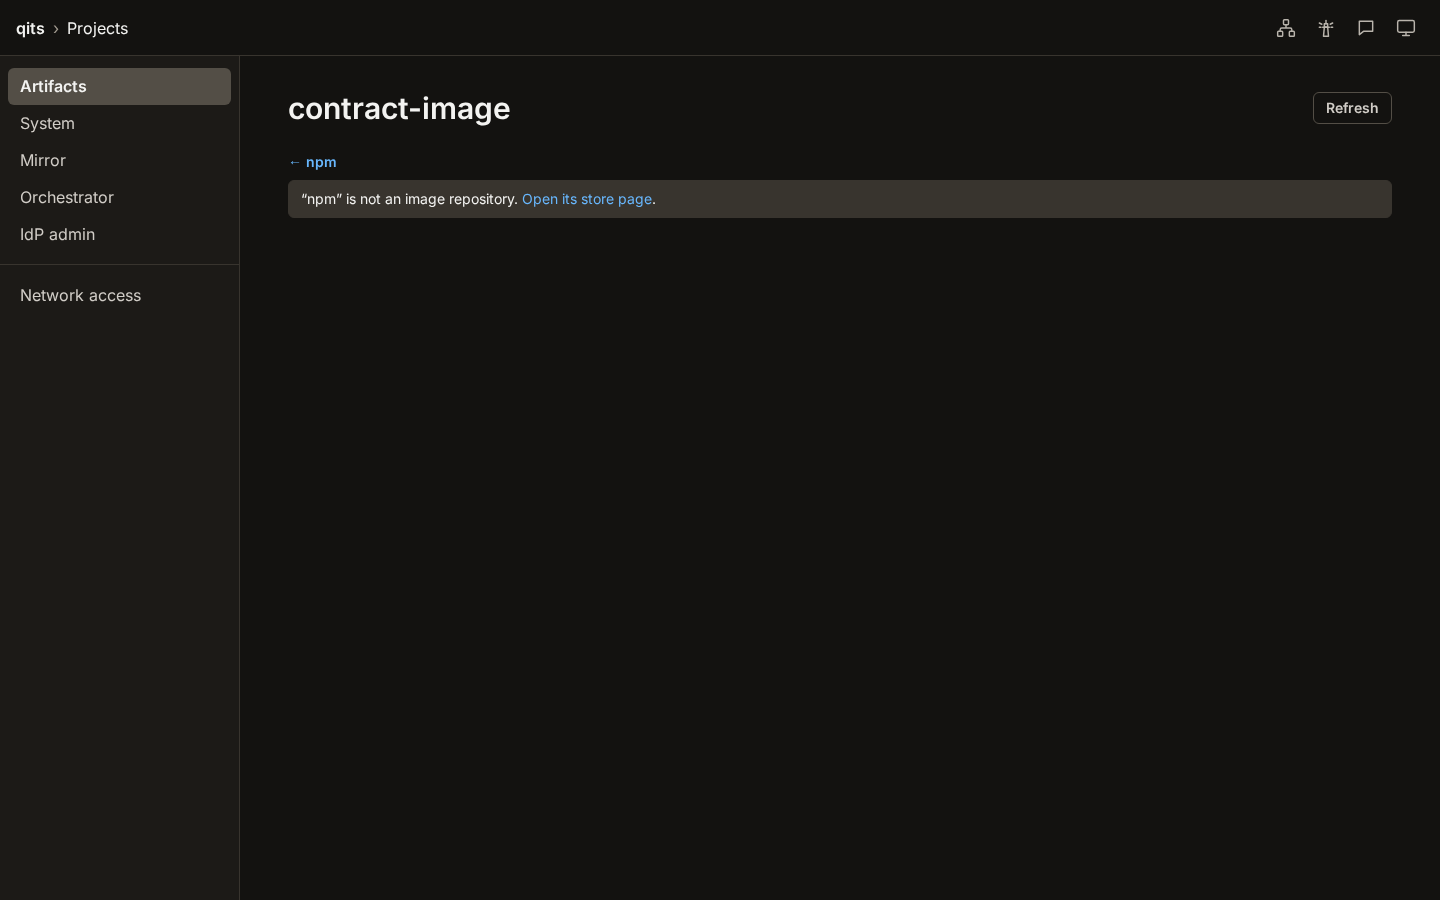 qits › Projects
Artifacts
System
Mirror
Orchestrator
IdP admin
Network access
contract-image
Refresh
← npm
“npm” is not an image repository. Open its store page.